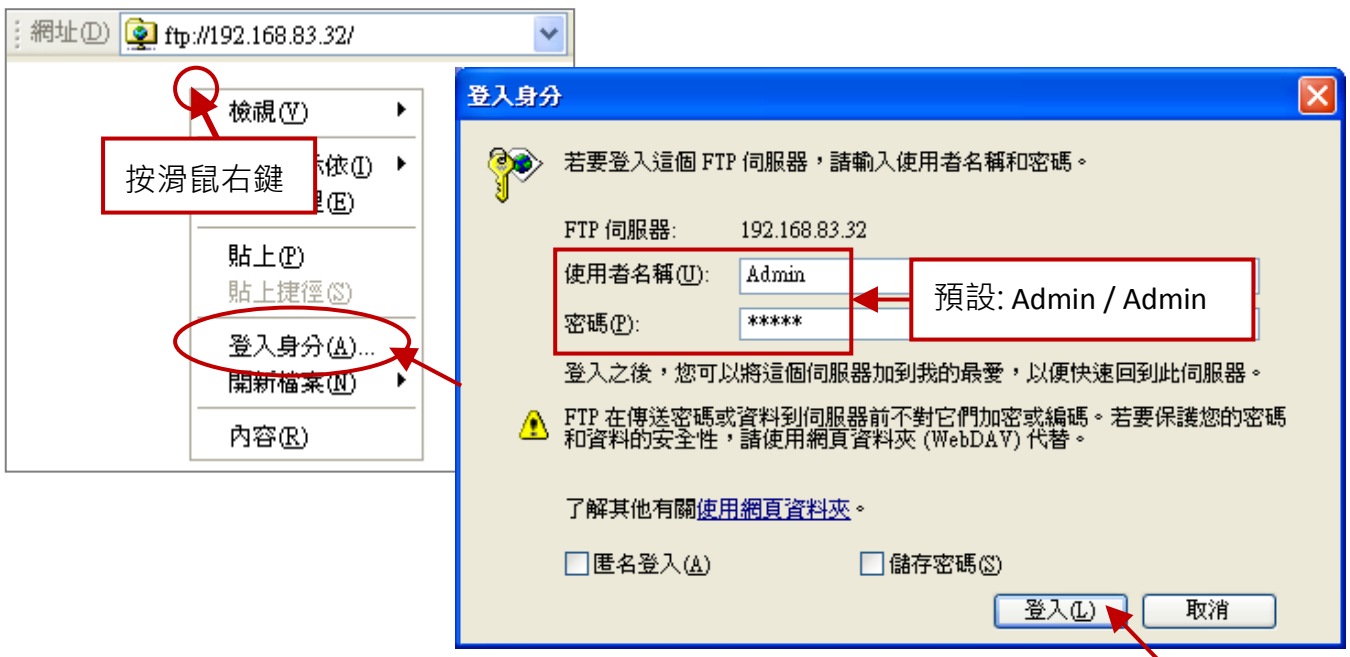 網址(D) ftp://192.168.83.32/
檢視(V)
按滑鼠右鍵
依(I)
(E)
貼上(P)
貼上捷徑(S)
登入身分(A)...
開新檔案(N)
內容(R)
登入身分
若要登入這個 FTP 伺服器，請輸入使用者名稱和密碼。
FTP 伺服器: 192.168.83.32
使用者名稱(U): Admin
預設: Admin / Admin
密碼(P): *****
登入之後，您可以將這個伺服器加到我的最愛，以便快速回到此伺服器。
FTP 在傳送密碼或資料到伺服器前不對它們加密或編碼。若要保護您的密碼
和資料的安全性，請使用網頁資料夾 (WebDAV) 代替。
了解其他有關使用網頁資料夾。
匿名登入(A) 儲存密碼(S)
登入(L) 取消